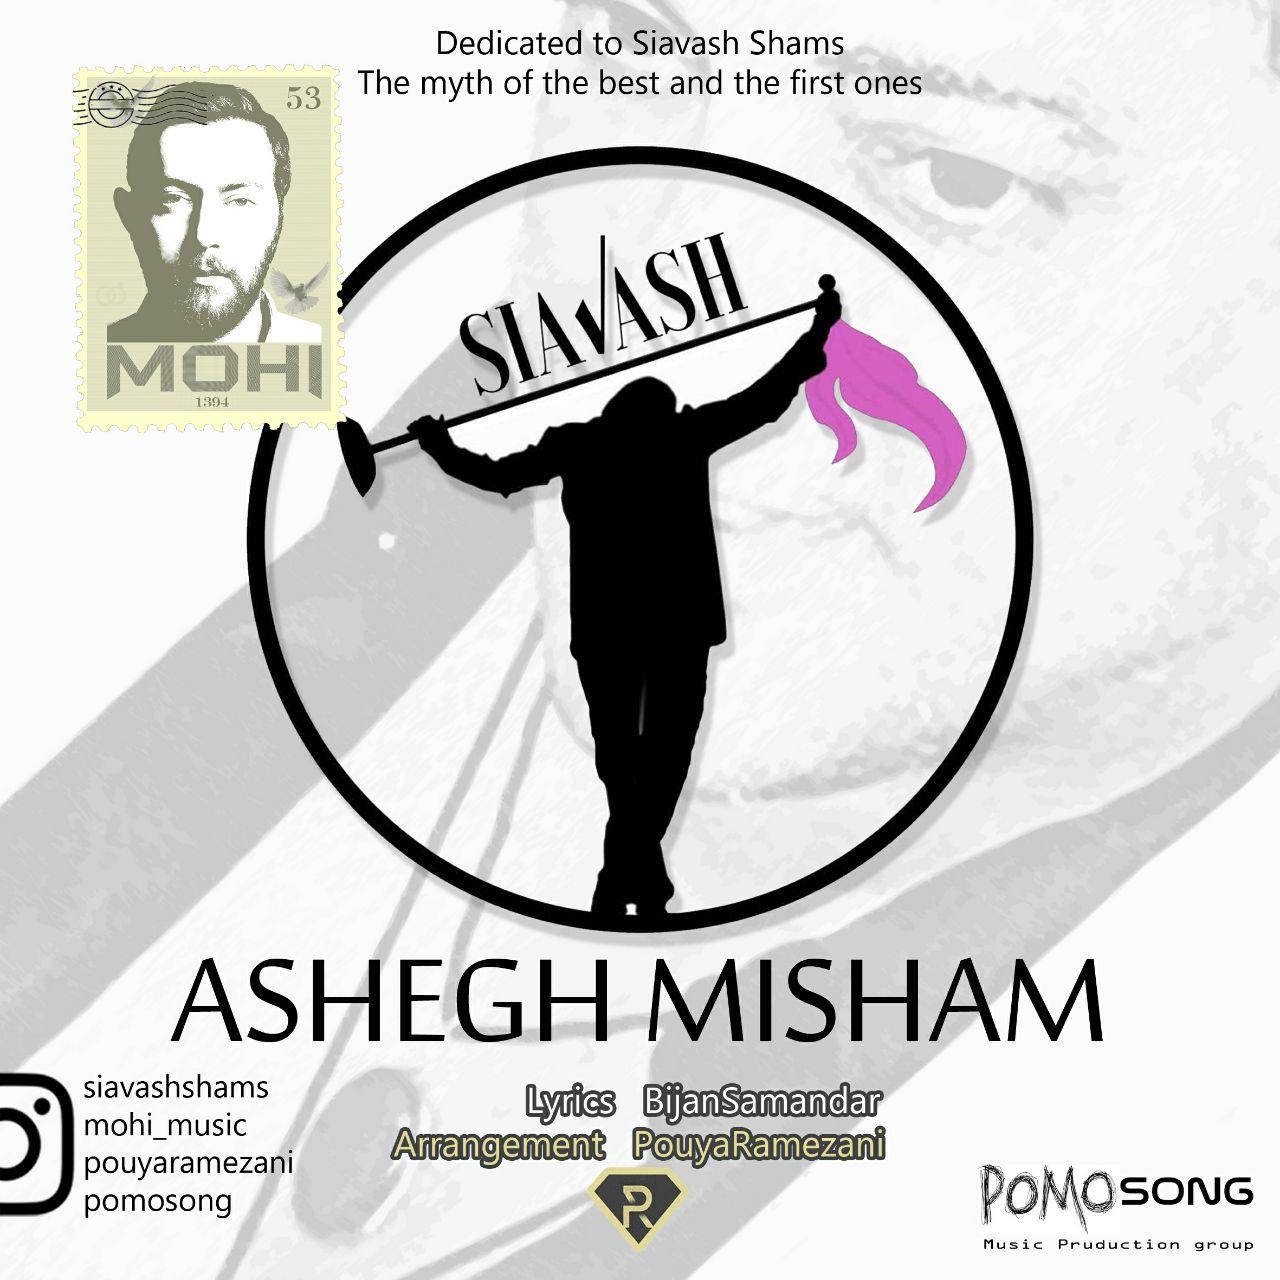 Dedicated to Siavash Shams
The myth of the best and the first ones
53
MOHI
1394
SIAVASH
ASHEGH MISHAM
siavashshams
mohi_music
pouyaramezani
pomosong
Lyrics BijanSamandar
Arrangement PouyaRamezani
PR
POMOSONG
Music Pruduction group